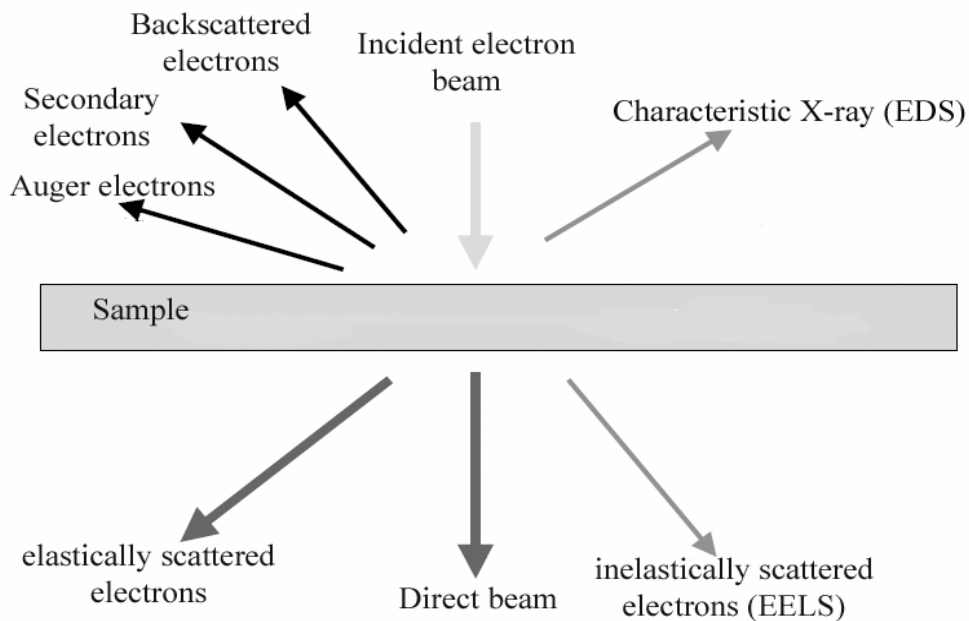 Backscattered
electrons
Incident electron
beam
Secondary
electrons
Characteristic X-ray (EDS)
Auger electrons
Sample
elastically scattered
electrons
Direct beam
inelastically scattered
electrons (EELS)